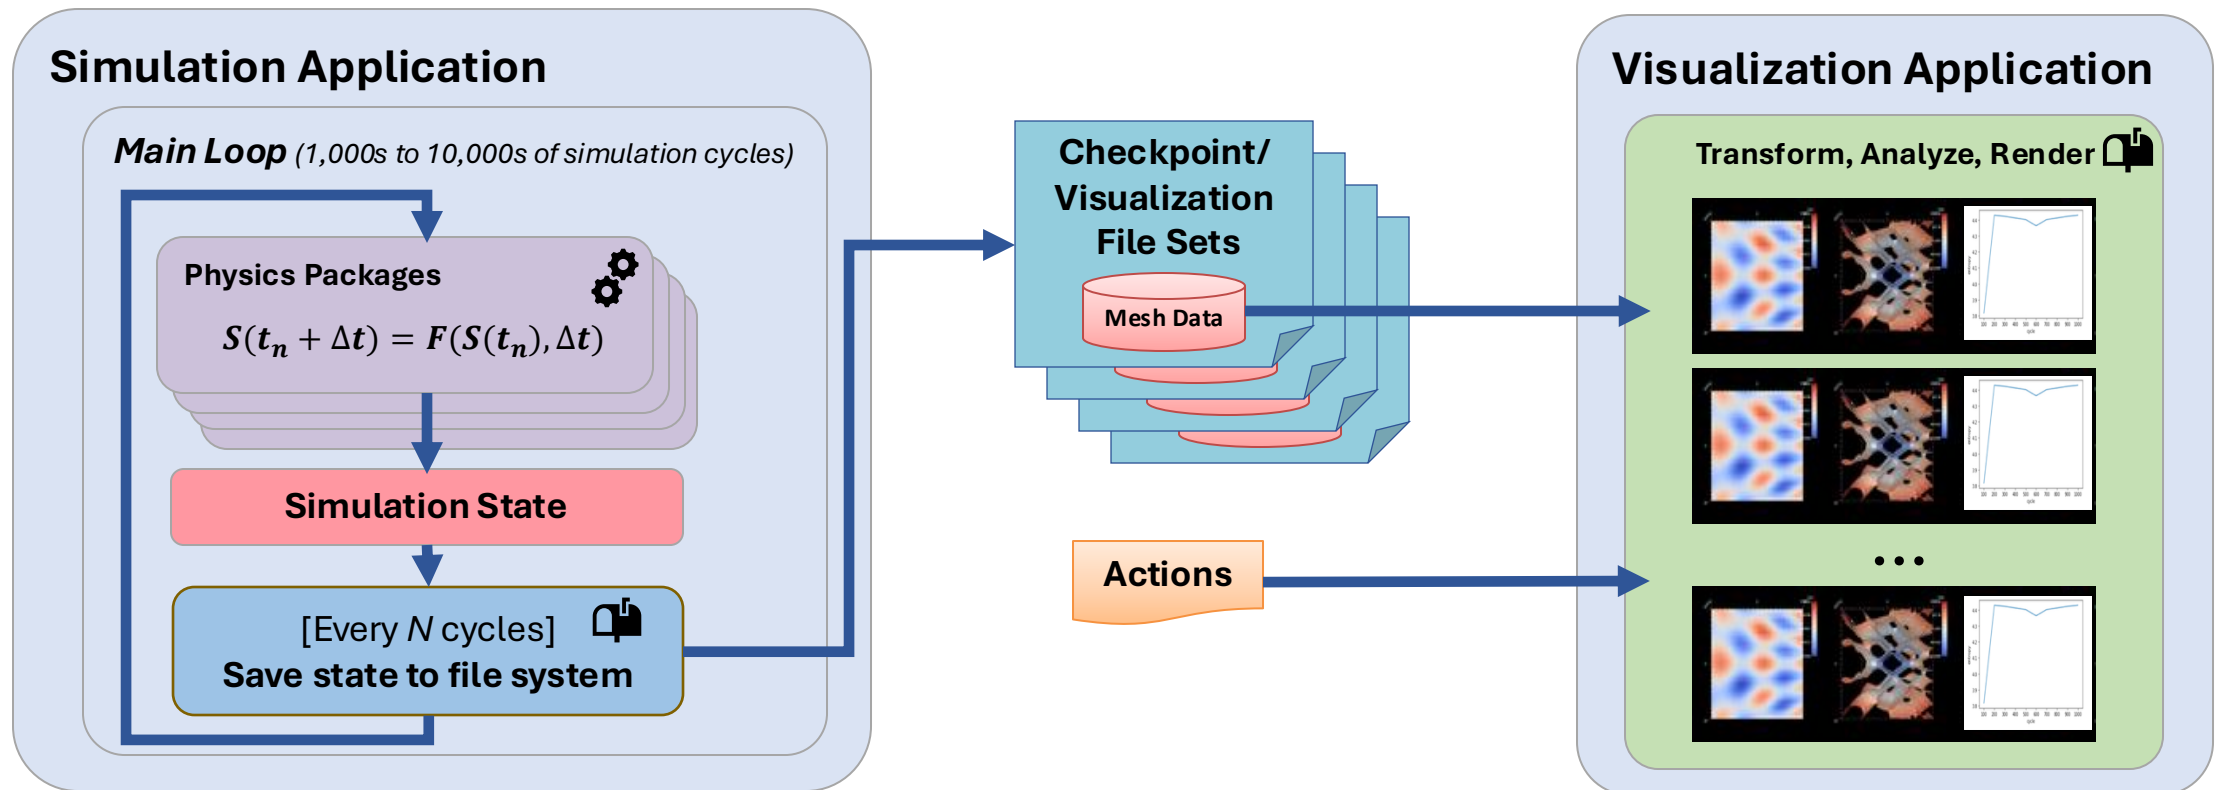 Simulation Application
Main Loop (1,000s to 10,000s of simulation cycles)
Physics Packages
S(tₙ + Δt) = F(S(tₙ), Δt)
Simulation State
[Every N cycles]
Save state to file system
Checkpoint/
Visualization
File Sets
Mesh Data
Actions
Visualization Application
Transform, Analyze, Render
...